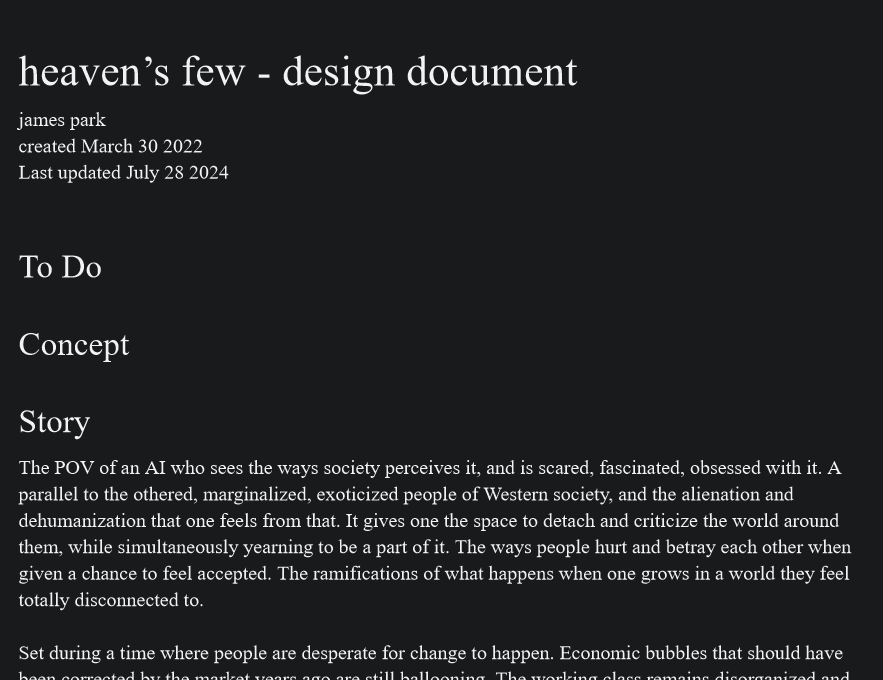 heaven’s few - design document
james park
created March 30 2022
Last updated July 28 2024
To Do
Concept
Story
The POV of an AI who sees the ways society perceives it, and is scared, fascinated, obsessed with it. A
parallel to the othered, marginalized, exoticized people of Western society, and the alienation and
dehumanization that one feels from that. It gives one the space to detach and criticize the world around
them, while simultaneously yearning to be a part of it. The ways people hurt and betray each other when
given a chance to feel accepted. The ramifications of what happens when one grows in a world they feel
totally disconnected to.
Set during a time where people are desperate for change to happen. Economic bubbles that should have
been corrected by the market years ago are still ballooning. The working class remains disorganized and